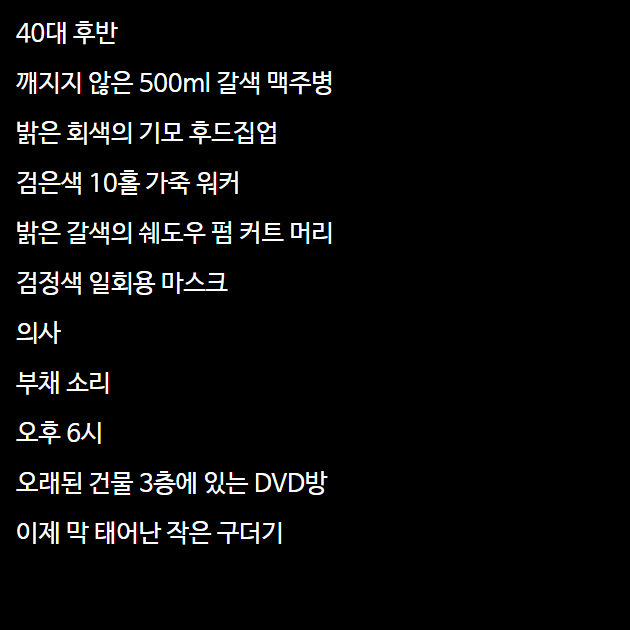 40대 후반
깨지지 않은 500ml 갈색 맥주병
밝은 회색의 기모 후드집업
검은색 10홀 가죽 워커
밝은 갈색의 쉐도우 펌 커트 머리
검정색 일회용 마스크
의사
부채 소리
오후 6시
오래된 건물 3층에 있는 DVD방
이제 막 태어난 작은 구더기